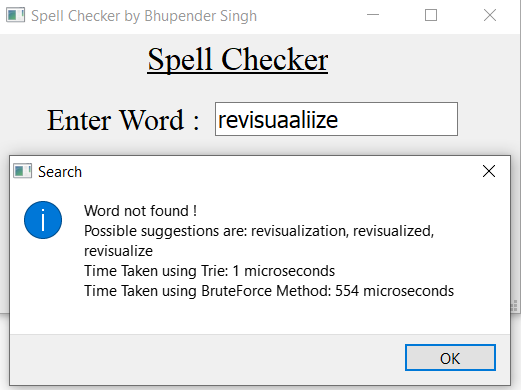 Spell Checker by Bhupender Singh
Spell Checker
Enter Word :
revisuaaliize
Search
Word not found !
Possible suggestions are: revisualization, revisualized,
revisualize
Time Taken using Trie: 1 microseconds
Time Taken using BruteForce Method: 554 microseconds
OK